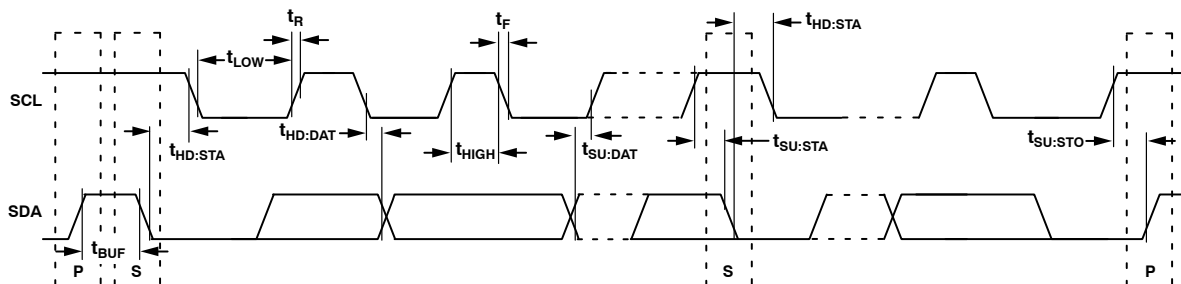 tR
tF
tHD:STA
tLOW
SCL
tHD:STA
tHD:DAT
tHIGH
tSU:DAT
tSU:STA
tSU:STO
SDA
tBUF
P
S
S
P